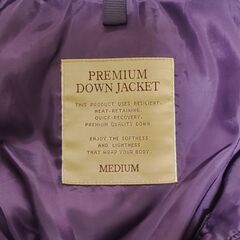 PREMIUM
DOWN JACKET
THIS PRODUCT USES RESILIENT,
HEAT-RETAINING,
QUICK-RECOVERY,
PREMIUM QUALITY DOWN
ENJOY THE SOFTNESS
AND LIGHTNESS
THAT WRAP YOUR BODY.
MEDIUM